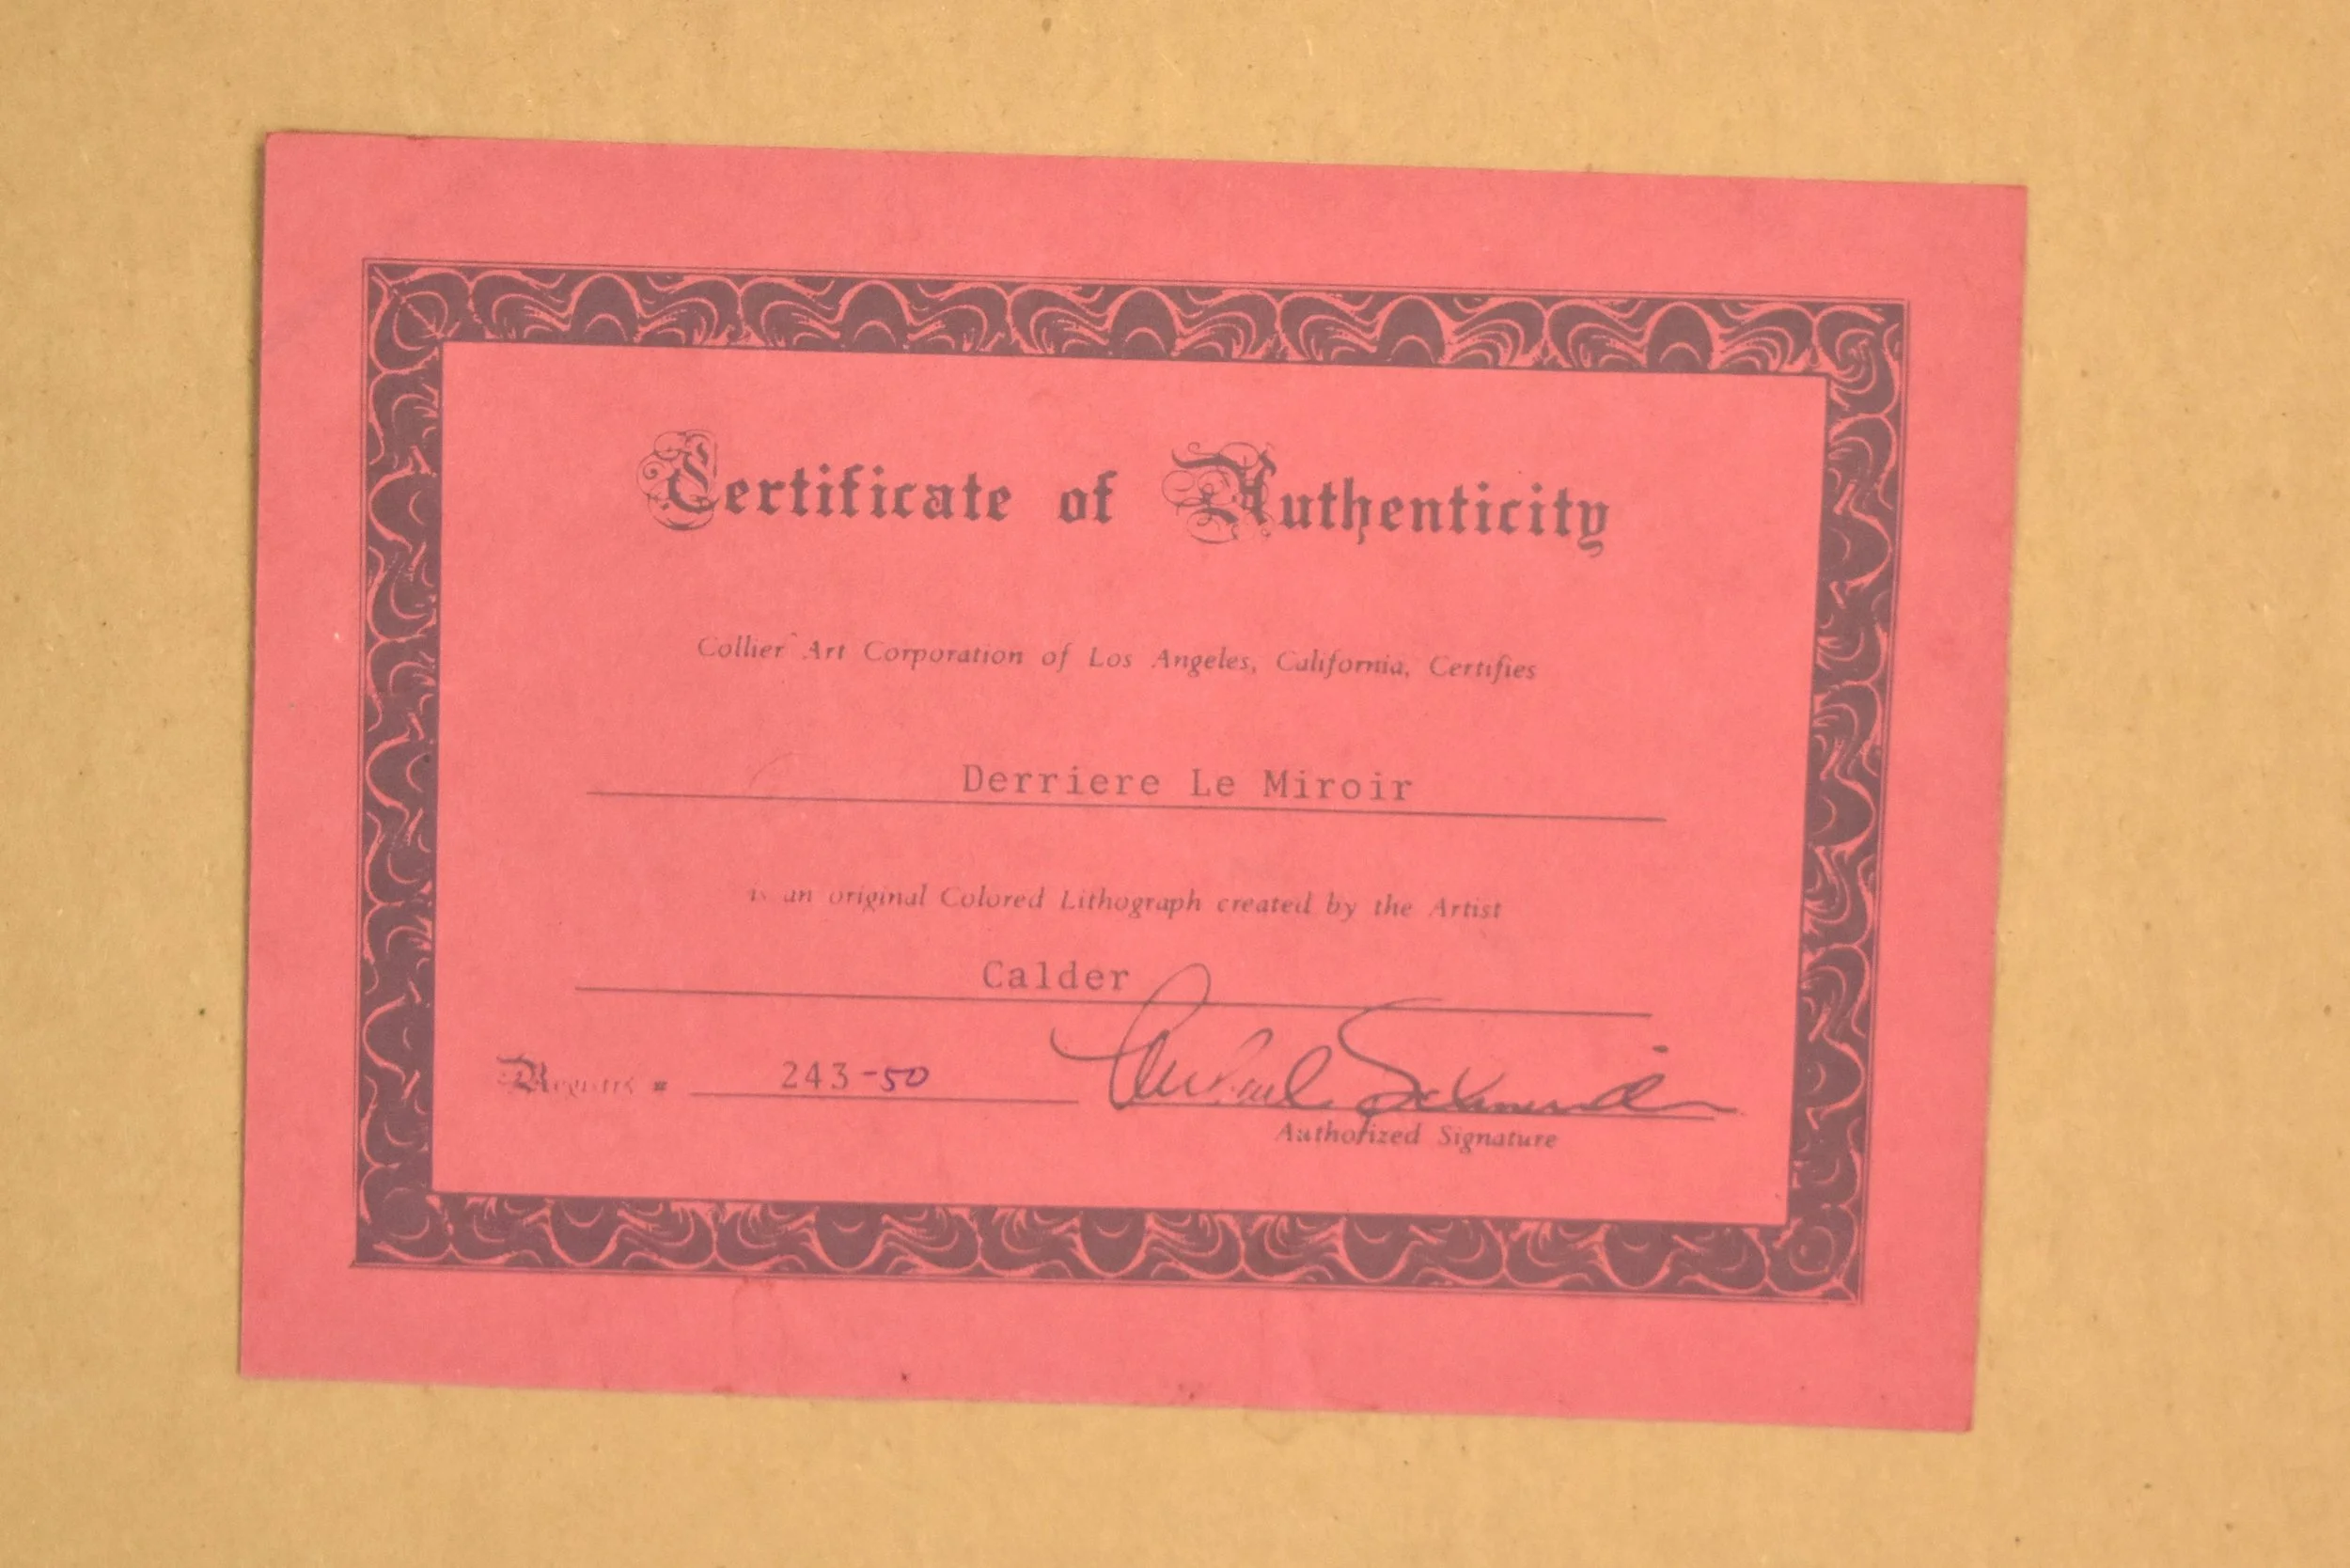 Certificate of Authenticity
Collier Art Corporation of Los Angeles, California, Certifies
Derriere Le Miroir
is an original Colored Lithograph created by the Artist
Calder
Registry # 243-50
Authorized Signature